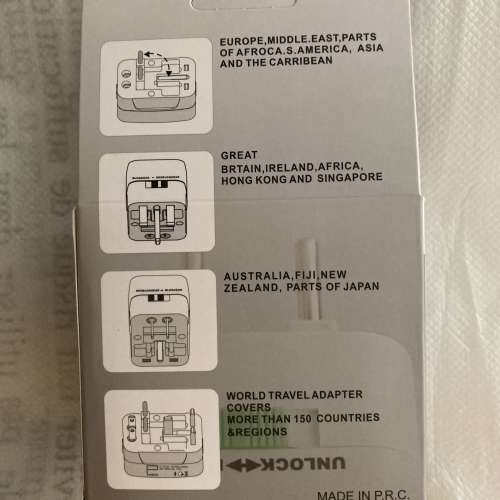 EUROPE,MIDDLE.EAST,PARTS
OF AFROCA.S.AMERICA, ASIA
AND THE CARRIBEAN
GREAT
BRTAIN,IRELAND,AFRICA,
HONG KONG AND SINGAPORE
AUSTRALIA,FIJI,NEW
ZEALAND, PARTS OF JAPAN
WORLD TRAVEL ADAPTER
COVERS
MORE THAN 150 COUNTRIES
&REGIONS
UNLOCK
MADE IN P.R.C.